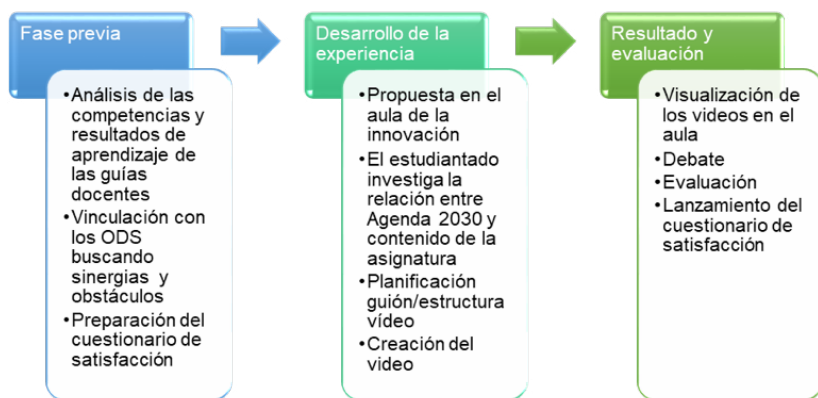 Fase previa
•Análisis de las
competencias y
resultados de
aprendizaje de
las guías
docentes
•Vinculación con
los ODS
buscando
sinergias y
obstáculos
•Preparación del
cuestionario de
satisfacción
Desarrollo de la
experiencia
•Propuesta en el
aula de la
innovación
•El estudiantado
investiga la
relación entre
Agenda 2030 y
contenido de la
asignatura
•Planificación
guión/estructura
vídeo
•Creación del
video
Resultado y
evaluación
•Visualización de
los videos en el
aula
•Debate
•Evaluación
•Lanzamiento del
cuestionario de
satisfacción